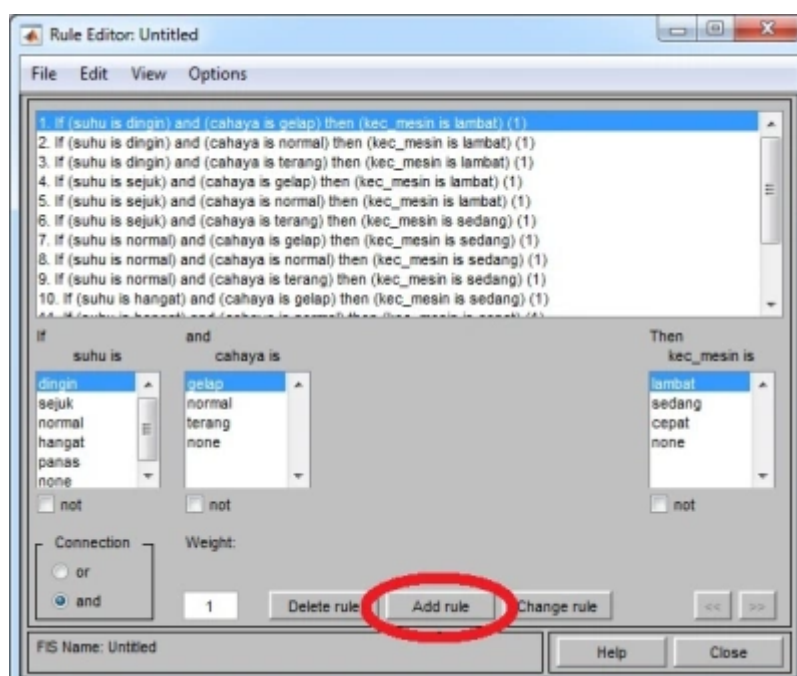 Rule Editor: Untitled
File Edit View Options
1. If (suhu is dingin) and (cahaya is gelap) then (kec_mesin is lambat) (1)
2. If (suhu is dingin) and (cahaya is normal) then (kec_mesin is lambat) (1)
3. If (suhu is dingin) and (cahaya is terang) then (kec_mesin is lambat) (1)
4. If (suhu is sejuk) and (cahaya is gelap) then (kec_mesin is lambat) (1)
5. If (suhu is sejuk) and (cahaya is normal) then (kec_mesin is lambat) (1)
6. If (suhu is sejuk) and (cahaya is terang) then (kec_mesin is sedang) (1)
7. If (suhu is normal) and (cahaya is gelap) then (kec_mesin is sedang) (1)
8. If (suhu is normal) and (cahaya is normal) then (kec_mesin is sedang) (1)
9. If (suhu is normal) and (cahaya is terang) then (kec_mesin is sedang) (1)
10. If (suhu is hangat) and (cahaya is gelap) then (kec_mesin is sedang) (1)
If and Then
suhu is cahaya is kec_mesin is
dingin gelap lambat
sejuk normal sedang
normal terang cepat
hangat none none
panas
none
not not not
Connection Weight:
or
and 1 Delete rule Add rule Change rule << >>
FIS Name: Untitled Help Close